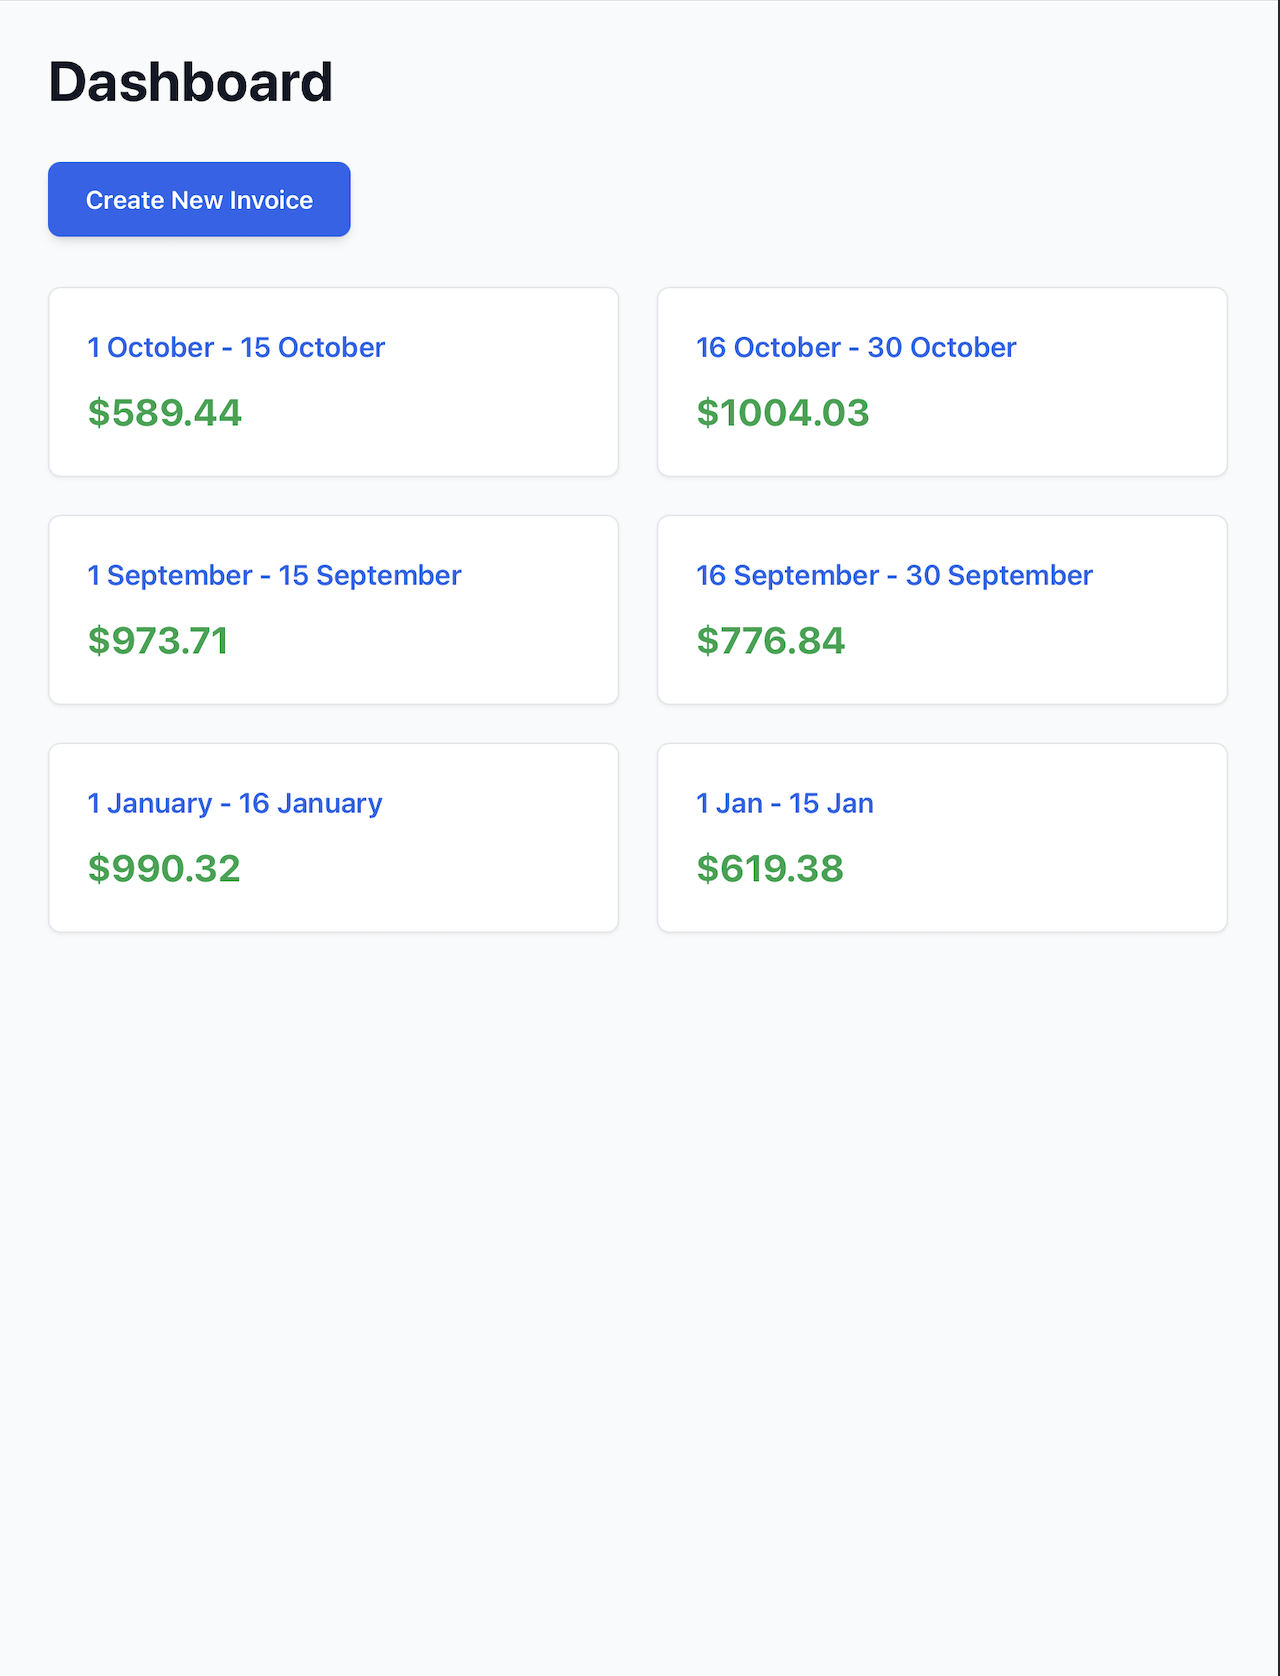 Dashboard
Create New Invoice
1 October - 15 October
$589.44
16 October - 30 October
$1004.03
1 September - 15 September
$973.71
16 September - 30 September
$776.84
1 January - 16 January
$990.32
1 Jan - 15 Jan
$619.38